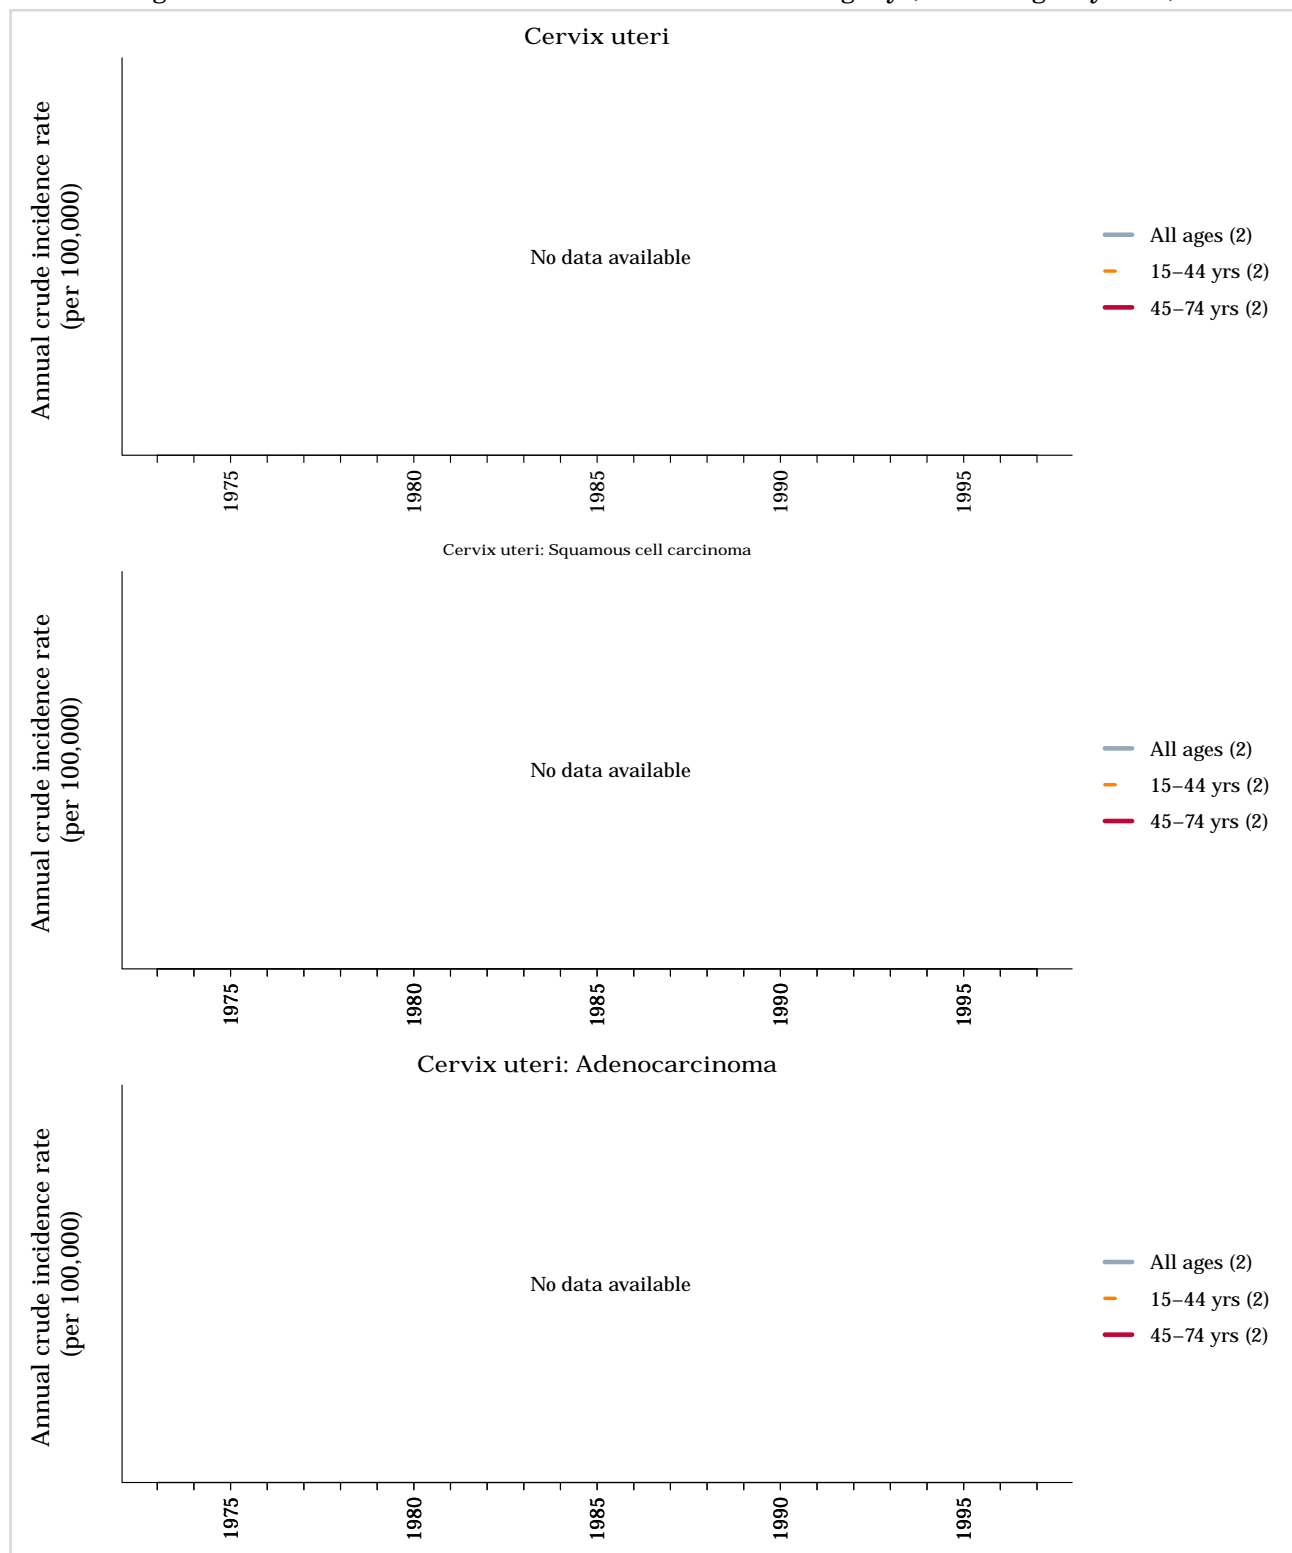 Cervix uteri
Annual crude incidence rate
(per 100,000)
No data available
All ages (2)
15–44 yrs (2)
45–74 yrs (2)
1975
1980
1985
1990
1995
Cervix uteri: Squamous cell carcinoma
Annual crude incidence rate
(per 100,000)
No data available
All ages (2)
15–44 yrs (2)
45–74 yrs (2)
1975
1980
1985
1990
1995
Cervix uteri: Adenocarcinoma
Annual crude incidence rate
(per 100,000)
No data available
All ages (2)
15–44 yrs (2)
45–74 yrs (2)
1975
1980
1985
1990
1995